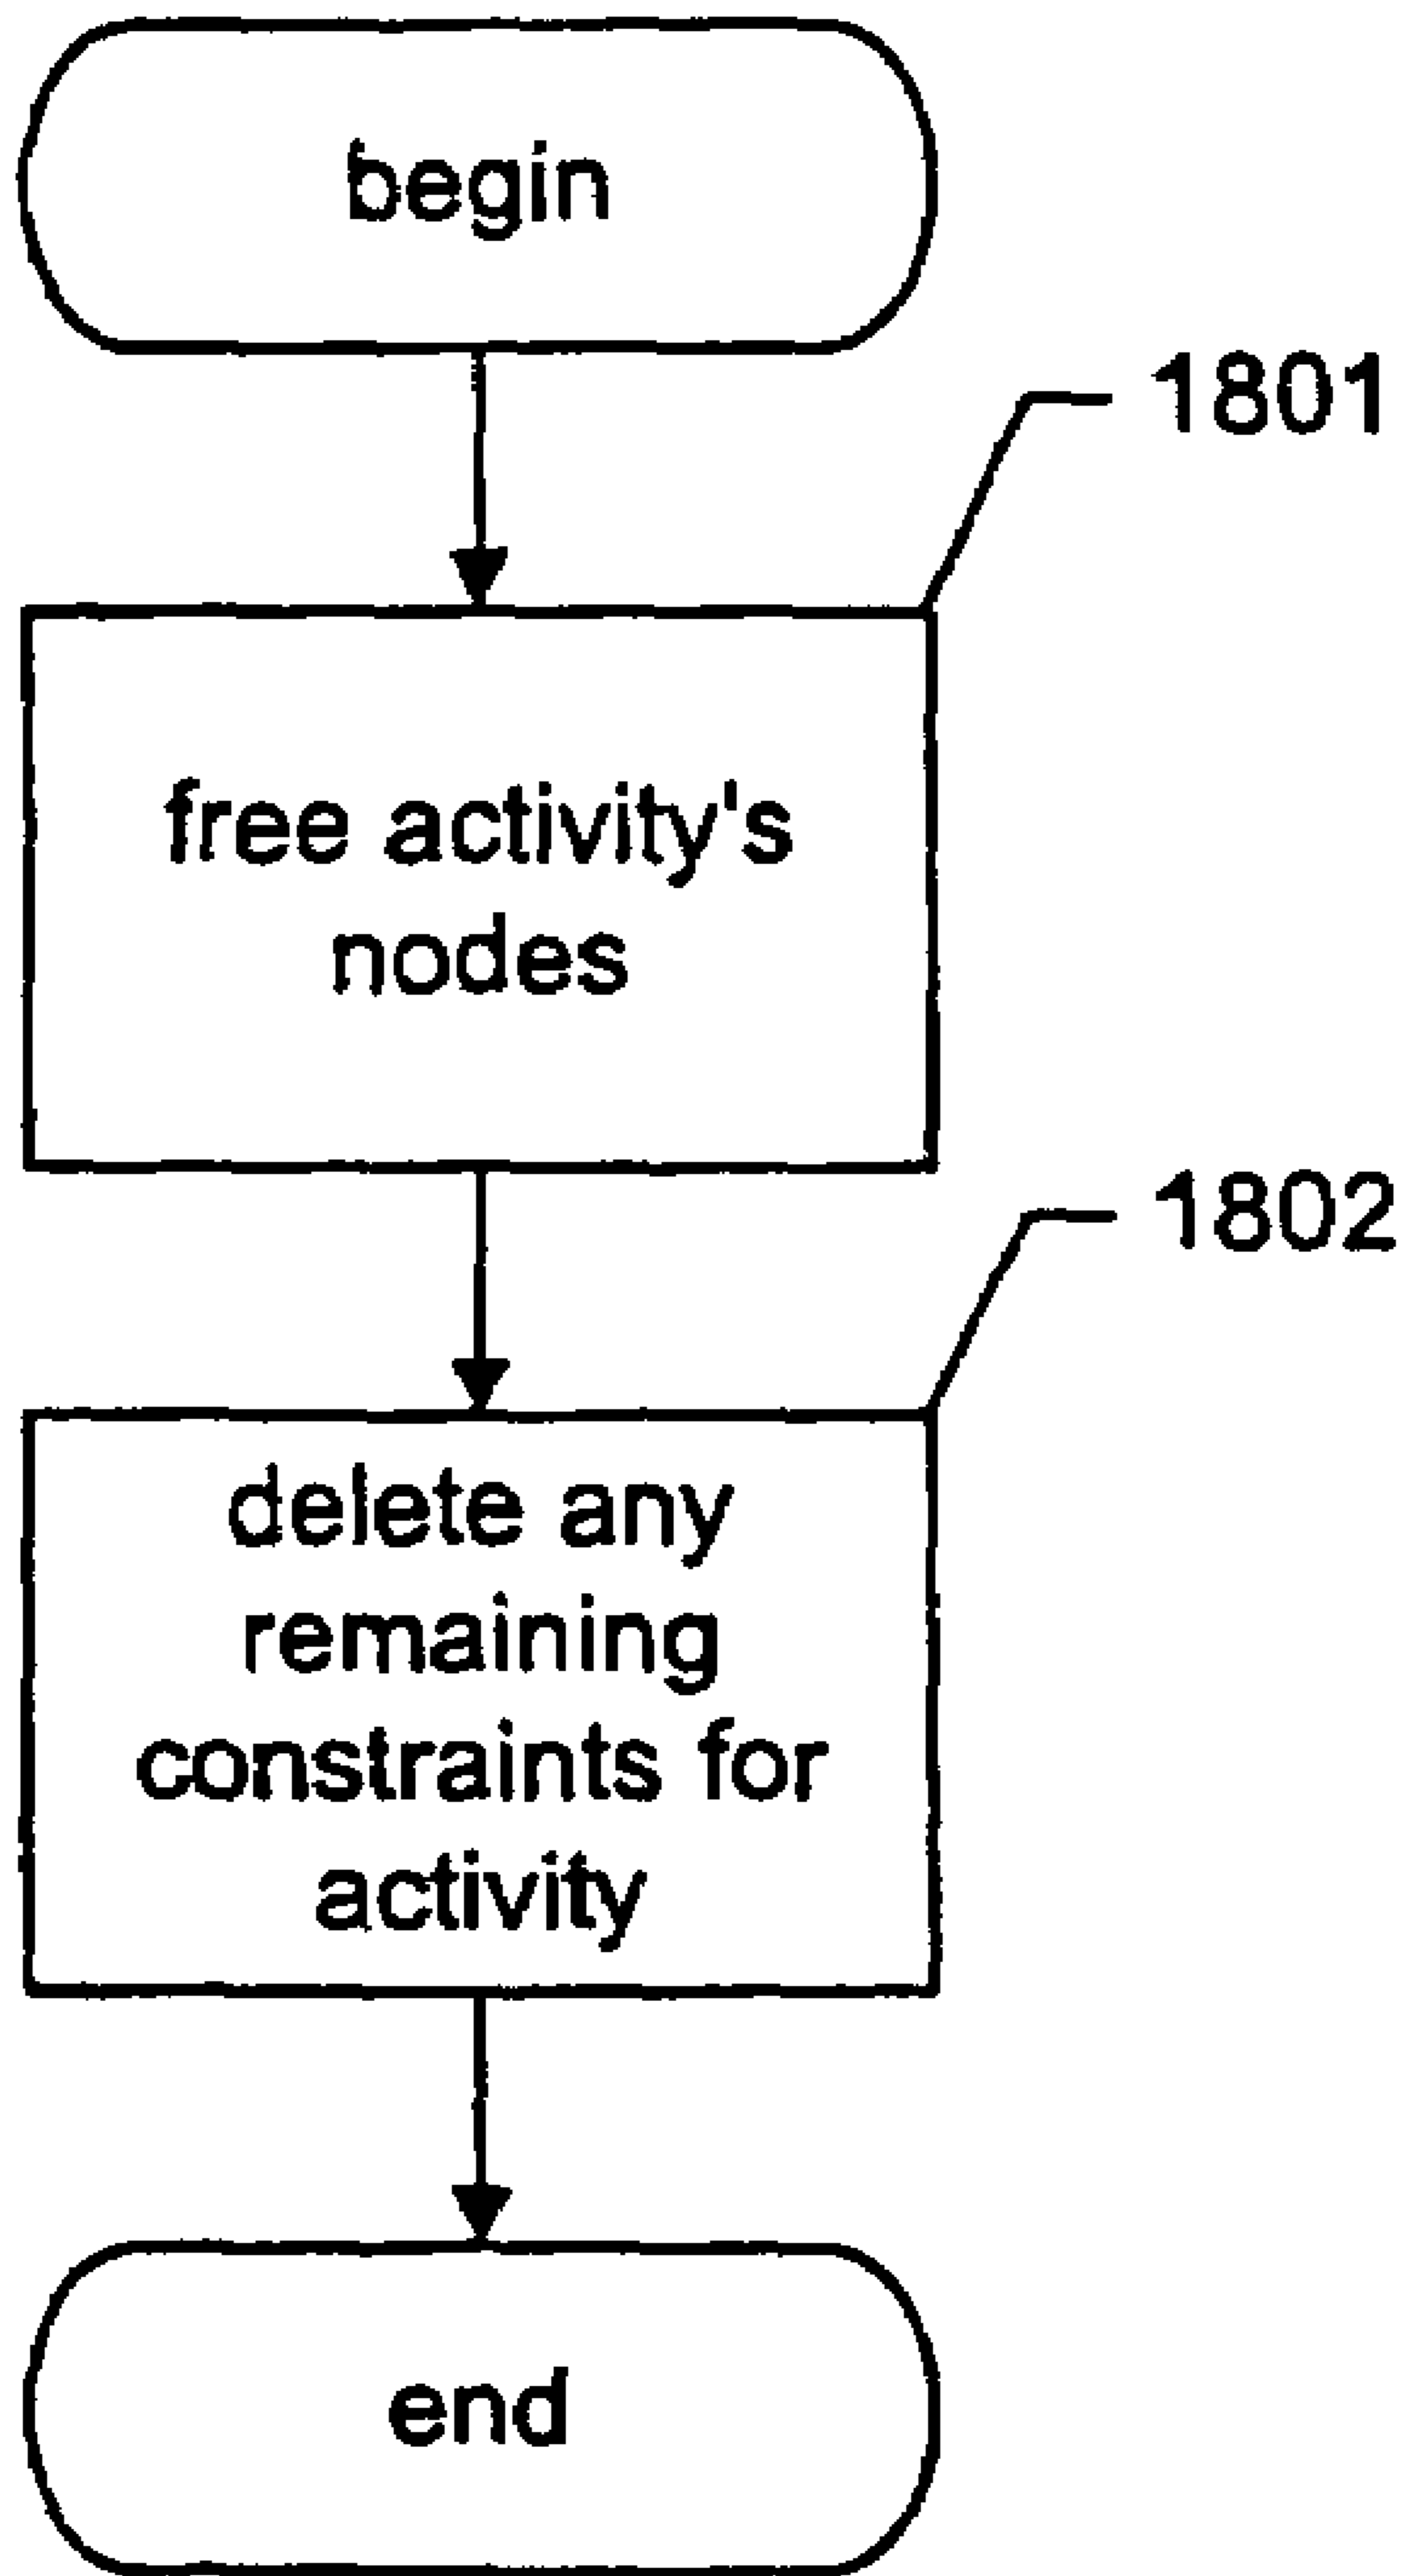 begin
1801
free activity's
nodes
1802
delete any
remaining
constraints for
activity
end